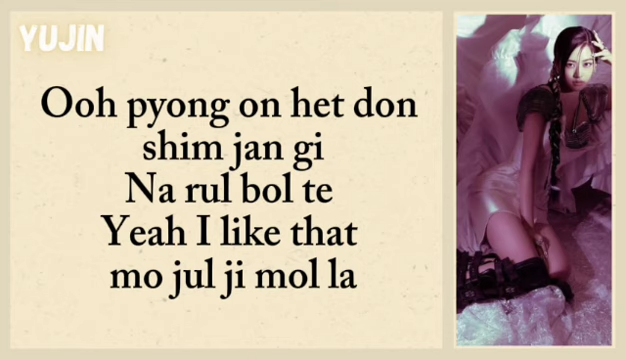 YUJIN
Ooh pyong on het don
shim jan gi
Na rul bol te
Yeah I like that
mo jul ji mol la